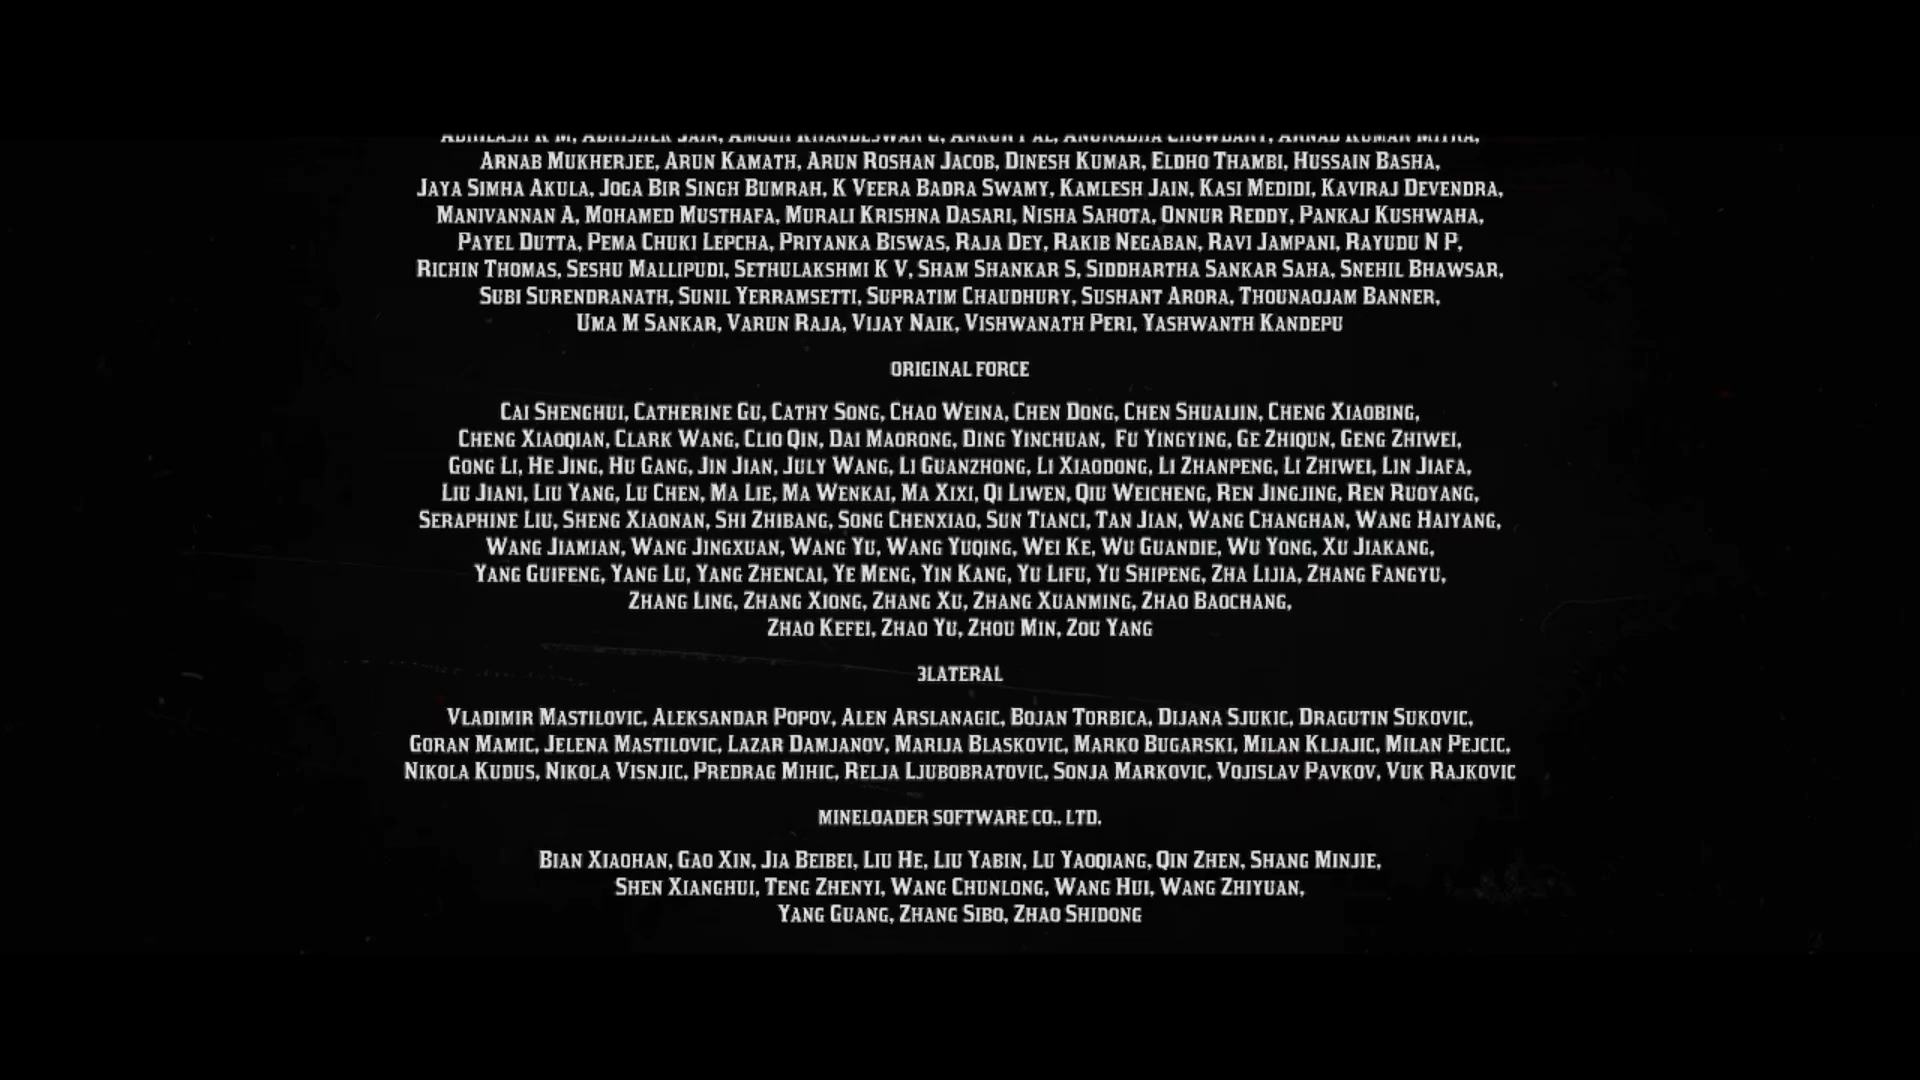 Abhilash K M, Abhishek Jain, Amogh Khandeswar G, Ankur Pal, Anuradha Chowdary, Arnab Kumar Mitra,
Arnab Mukherjee, Arun Kamath, Arun Roshan Jacob, Dinesh Kumar, Eldho Thambi, Hussain Basha,
Jaya Simha Akula, Joga Bir Singh Bumrah, K Veera Badra Swamy, Kamlesh Jain, Kasi Medidi, Kaviraj Devendra,
Manivannan A, Mohamed Musthafa, Murali Krishna Dasari, Nisha Sahota, Onnur Reddy, Pankaj Kushwaha,
Payel Dutta, Pema Chuki Lepcha, Priyanka Biswas, Raja Dey, Rakib Negaban, Ravi Jampani, Rayudu N P,
Richin Thomas, Seshu Mallipudi, Sethulakshmi K V, Sham Shankar S, Siddhartha Sankar Saha, Snehil Bhawsar,
Subi Surendranath, Sunil Yerramsetti, Supratim Chaudhury, Sushant Arora, Thounaojam Banner,
Uma M Sankar, Varun Raja, Vijay Naik, Vishwanath Peri, Yashwanth Kandepu
ORIGINAL FORCE
Cai Shenghui, Catherine Gu, Cathy Song, Chao Weina, Chen Dong, Chen Shuaijin, Cheng Xiaobing,
Cheng Xiaoqian, Clark Wang, Clio Qin, Dai Maorong, Ding Yinchuan, Fu Yingying, Ge Zhiqun, Geng Zhiwei,
Gong Li, He Jing, Hu Gang, Jin Jian, July Wang, Li Guanzhong, Li Xiaodong, Li Zhanpeng, Li Zhiwei, Lin Jiafa,
Liu Jiani, Liu Yang, Lu Chen, Ma Lie, Ma Wenkai, Ma Xixi, Qi Liwen, Qiu Weicheng, Ren Jingjing, Ren Ruoyang,
Seraphine Liu, Sheng Xiaonan, Shi Zhibang, Song Chenxiao, Sun Tianci, Tan Jian, Wang Changhan, Wang Haiyang,
Wang Jiamian, Wang Jingxuan, Wang Yu, Wang Yuqing, Wei Ke, Wu Guandie, Wu Yong, Xu Jiakang,
Yang Guifeng, Yang Lu, Yang Zhencai, Ye Meng, Yin Kang, Yu Lifu, Yu Shipeng, Zha Lijia, Zhang Fangyu,
Zhang Ling, Zhang Xiong, Zhang Xu, Zhang Xuanming, Zhao Baochang,
Zhao Kefei, Zhao Yu, Zhou Min, Zou Yang
3LATERAL
Vladimir Mastilovic, Aleksandar Popov, Alen Arslanagic, Bojan Torbica, Dijana Sjukic, Dragutin Sukovic,
Goran Mamic, Jelena Mastilovic, Lazar Damjanov, Marija Blaskovic, Marko Bugarski, Milan Kljajic, Milan Pejcic,
Nikola Kudus, Nikola Visnjic, Predrag Mihic, Relja Ljubobratovic, Sonja Markovic, Vojislav Pavkov, Vuk Rajkovic
MINELOADER SOFTWARE CO., LTD.
Bian Xiaohan, Gao Xin, Jia Beibei, Liu He, Liu Yabin, Lu Yaoqiang, Qin Zhen, Shang Minjie,
Shen Xianghui, Teng Zhenyi, Wang Chunlong, Wang Hui, Wang Zhiyuan,
Yang Guang, Zhang Sibo, Zhao Shidong